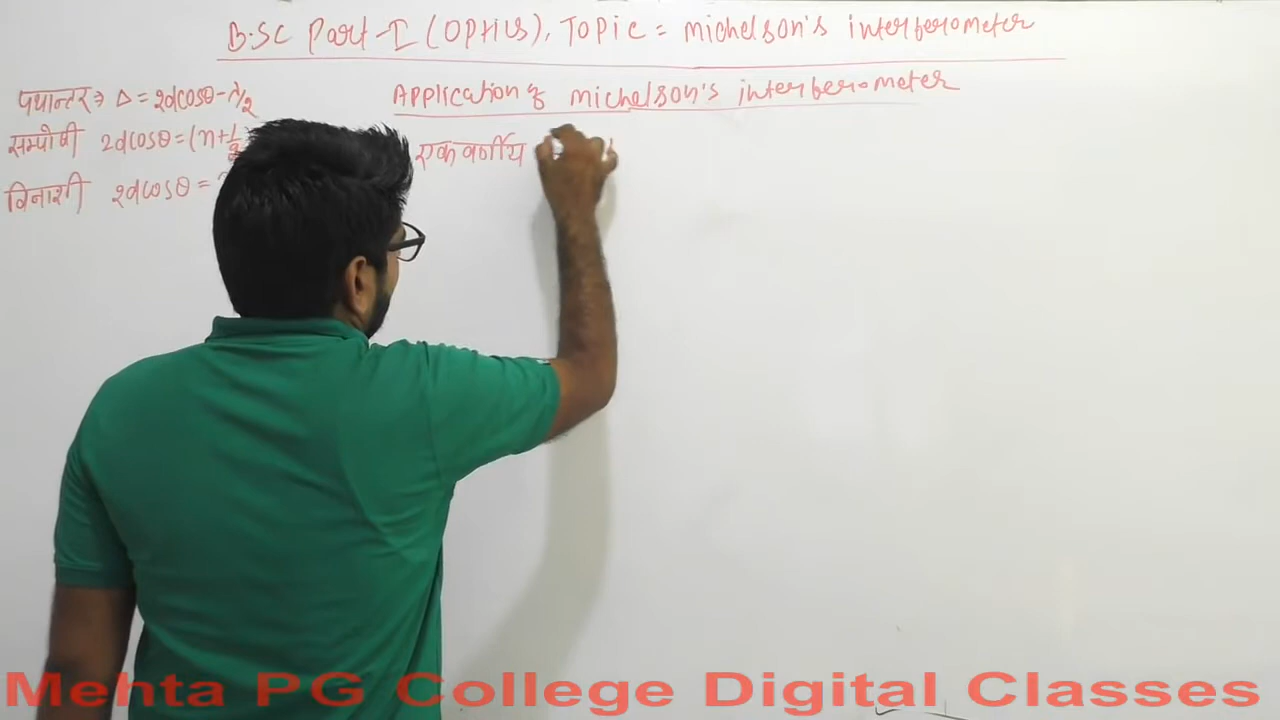 B.SC Part-I (OPTICS), TOPIC = michelson's interferometer
Application of michelson's interferometer
पथान्तर → Δ = 2dcosθ - λ/2
सम्पोषी 2dcosθ = (n+1/2
विनाशी 2dcosθ =
एक वर्णीय
Mehta PG College Digital Classes